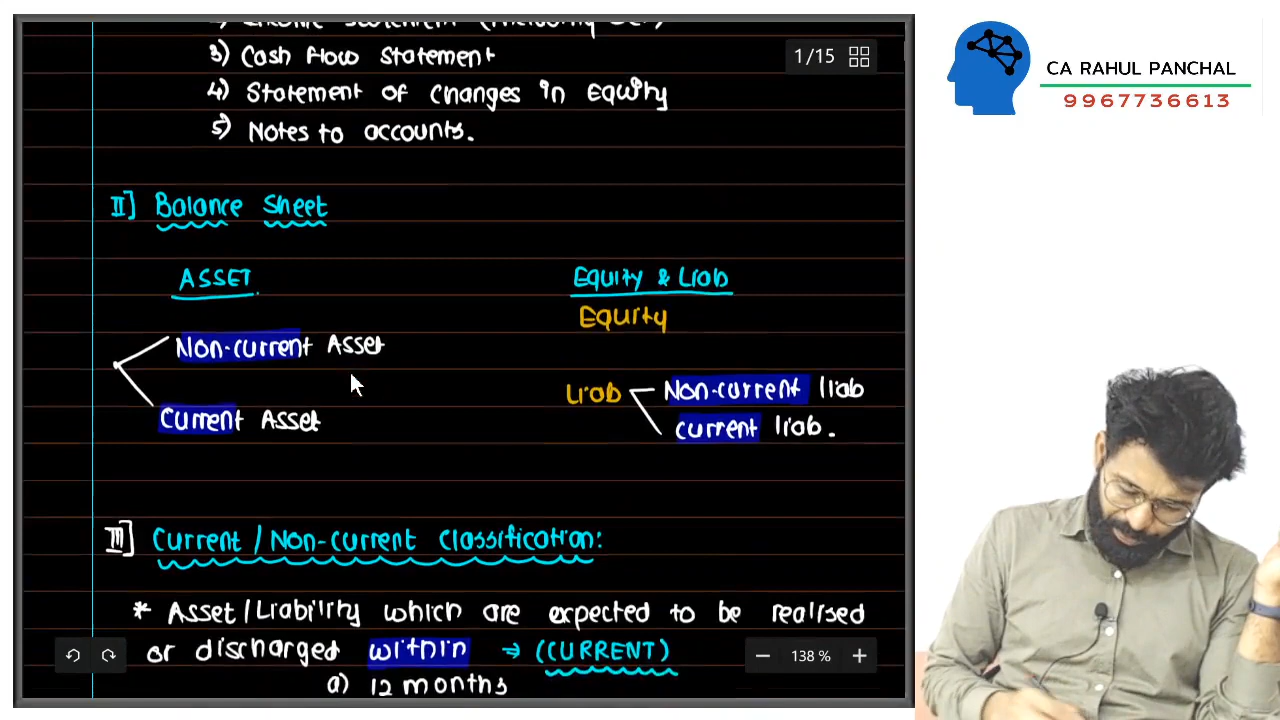 3) Cash Flow Statement
4) Statement of Changes in Equity
5) Notes to accounts.
1/15
CA RAHUL PANCHAL
9967736613
II] Balance Sheet
ASSET
Non-current Asset
Current Asset
Equity & Liab
Equity
Liab
Non-current liab
current liab.
III] Current / Non-current Classification:
* Asset/Liability which are expected to be realised
or discharged within → (CURRENT)
a) 12 months
138 %